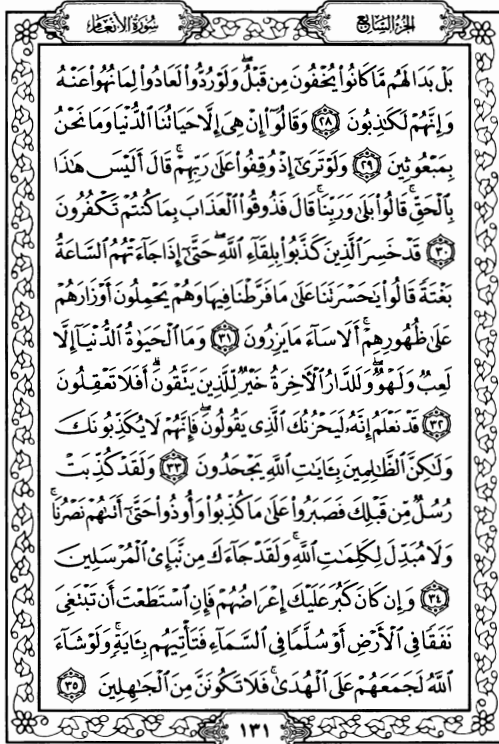 الجزء السابع
سورة الأنعام
بَلْ بَدَا لَهُم مَّا كَانُوا۟ يُخْفُونَ مِن قَبْلُ ۖ وَلَوْ رُدُّوا۟ لَعَادُوا۟ لِمَا نُهُوا۟ عَنْهُ
وَإِنَّهُمْ لَكَـٰذِبُونَ ٢٨ وَقَالُوٓا۟ إِنْ هِىَ إِلَّا حَيَاتُنَا ٱلدُّنْيَا وَمَا نَحْنُ
بِمَبْعُوثِينَ ٢٩ وَلَوْ تَرَىٰٓ إِذْ وُقِفُوا۟ عَلَىٰ رَبِّهِمْ ۚ قَالَ أَلَيْسَ هَـٰذَا
بِٱلْحَقِّ ۚ قَالُوا۟ بَلَىٰ وَرَبِّنَا ۚ قَالَ فَذُوقُوا۟ ٱلْعَذَابَ بِمَا كُنتُمْ تَكْفُرُونَ
٣٠ قَدْ خَسِرَ ٱلَّذِينَ كَذَّبُوا۟ بِلِقَآءِ ٱللَّهِ ۖ حَتَّىٰٓ إِذَا جَآءَتْهُمُ ٱلسَّاعَةُ
بَغْتَةً قَالُوا۟ يَـٰحَسْرَتَنَا عَلَىٰ مَا فَرَّطْنَا فِيهَا وَهُمْ يَحْمِلُونَ أَوْزَارَهُمْ
عَلَىٰ ظُهُورِهِمْ ۚ أَلَا سَآءَ مَا يَزِرُونَ ٣١ وَمَا ٱلْحَيَوٰةُ ٱلدُّنْيَآ إِلَّا
لَعِبٌ وَلَهْوٌ ۖ وَلَلدَّارُ ٱلْـَٔاخِرَةُ خَيْرٌ لِّلَّذِينَ يَتَّقُونَ ۗ أَفَلَا تَعْقِلُونَ
٣٢ قَدْ نَعْلَمُ إِنَّهُۥ لَيَحْزُنُكَ ٱلَّذِى يَقُولُونَ ۖ فَإِنَّهُمْ لَا يُكَذِّبُونَكَ
وَلَـٰكِنَّ ٱلظَّـٰلِمِينَ بِـَٔايَـٰتِ ٱللَّهِ يَجْحَدُونَ ٣٣ وَلَقَدْ كُذِّبَتْ
رُسُلٌ مِّن قَبْلِكَ فَصَبَرُوا۟ عَلَىٰ مَا كُذِّبُوا۟ وَأُوذُوا۟ حَتَّىٰٓ أَتَىٰهُمْ نَصْرُنَا ۚ
وَلَا مُبَدِّلَ لِكَلِمَـٰتِ ٱللَّهِ ۚ وَلَقَدْ جَآءَكَ مِن نَّبَإِى۟ ٱلْمُرْسَلِينَ
٣٤ وَإِن كَانَ كَبُرَ عَلَيْكَ إِعْرَاضُهُمْ فَإِنِ ٱسْتَطَعْتَ أَن تَبْتَغِىَ
نَفَقًا فِى ٱلْأَرْضِ أَوْ سُلَّمًا فِى ٱلسَّمَآءِ فَتَأْتِيَهُم بِـَٔايَةٍ ۚ وَلَوْ شَآءَ
ٱللَّهُ لَجَمَعَهُمْ عَلَى ٱلْهُدَىٰ ۚ فَلَا تَكُونَنَّ مِنَ ٱلْجَـٰهِلِينَ ٣٥
١٣١